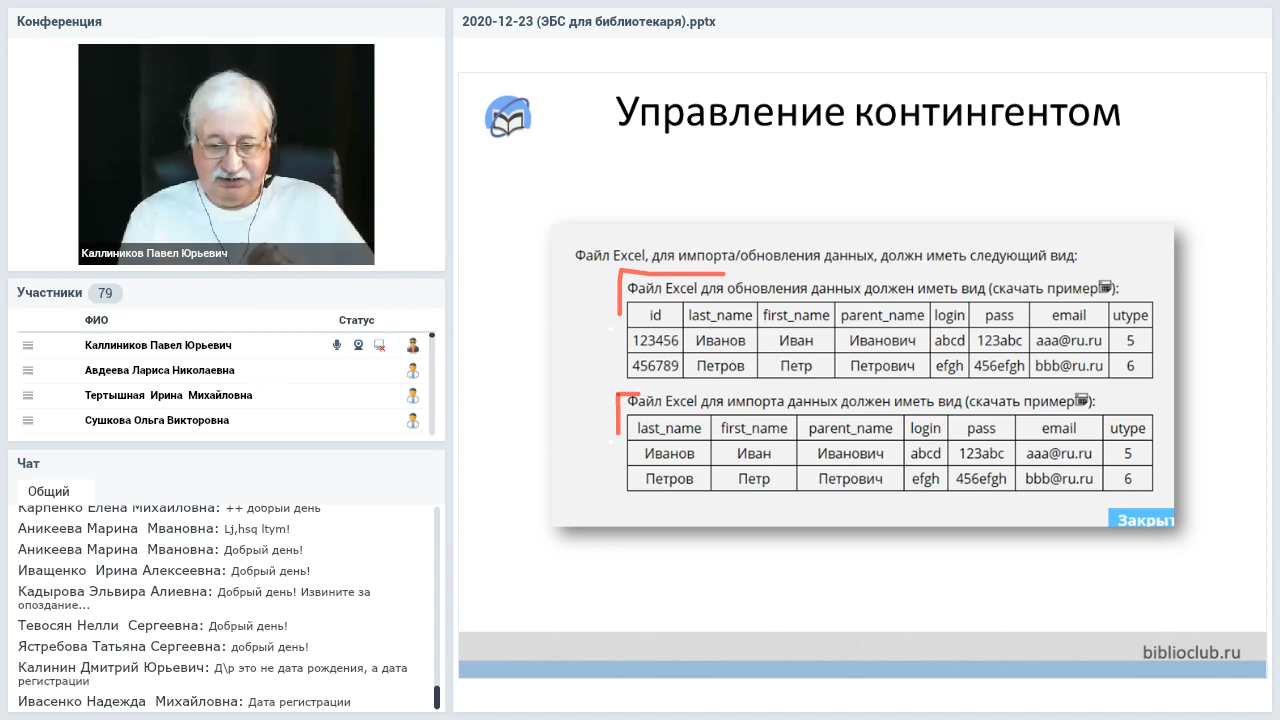 Конференция
Каллиников Павел Юрьевич
Участники 79
ФИО Статус
Каллиников Павел Юрьевич
Авдеева Лариса Николаевна
Тертышная Ирина Михайловна
Сушкова Ольга Викторовна
Чат
Общий
Карпенко Елена Михайловна: ++ добрый день
Аникеева Марина Мвановна: Lj,hsq ltym!
Аникеева Марина Мвановна: Добрый день!
Иващенко Ирина Алексеевна: Добрый день!
Кадырова Эльвира Алиевна: Добрый день! Извините за
опоздание...
Тевосян Нелли Сергеевна: Добрый день!
Ястребова Татьяна Сергеевна: добрый день!
Калинин Дмитрий Юрьевич: Д\р это не дата рождения, а дата
регистрации
Ивасенко Надежда Михайловна: Дата регистрации
2020-12-23 (ЭБС для библиотекаря).pptx
Управление контингентом
Файл Excel, для импорта/обновления данных, должн иметь следующий вид:
Файл Excel для обновления данных должен иметь вид (скачать пример):
id last_name first_name parent_name login pass email utype
123456 Иванов Иван Иванович abcd 123abc aaa@ru.ru 5
456789 Петров Петр Петрович efgh 456efgh bbb@ru.ru 6
Файл Excel для импорта данных должен иметь вид (скачать пример):
last_name first_name parent_name login pass email utype
Иванов Иван Иванович abcd 123abc aaa@ru.ru 5
Петров Петр Петрович efgh 456efgh bbb@ru.ru 6
Закрыт
biblioclub.ru